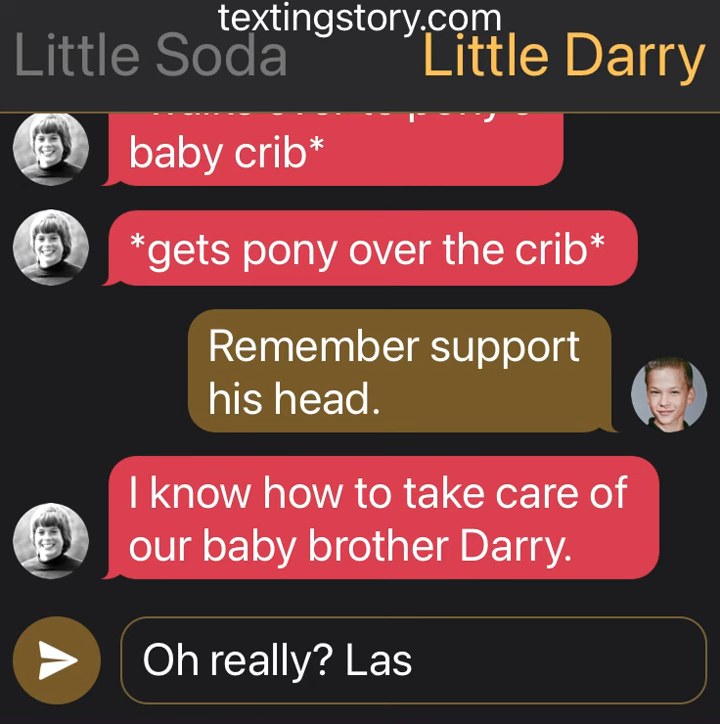 textingstory.com
Little Soda
Little Darry
baby crib*
*gets pony over the crib*
Remember support
his head.
I know how to take care of
our baby brother Darry.
Oh really? Las